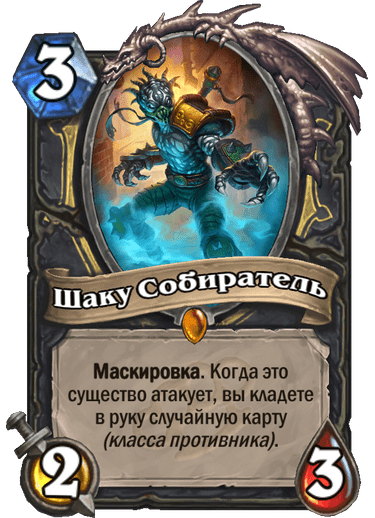 3
Шаку Собиратель
Маскировка. Когда это
существо атакует, вы кладете
в руку случайную карту
(класса противника).
2
3